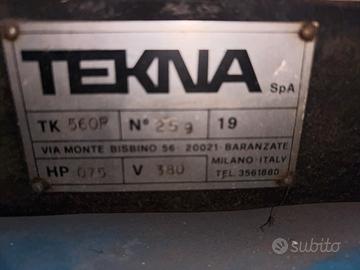 TEKNA
SpA
TK 560R N° 259 19
VIA MONTE BISBINO 56 - 20021 - BARANZATE
HP 075 V 380 MILANO - ITALY
TEL. 3561880
subito